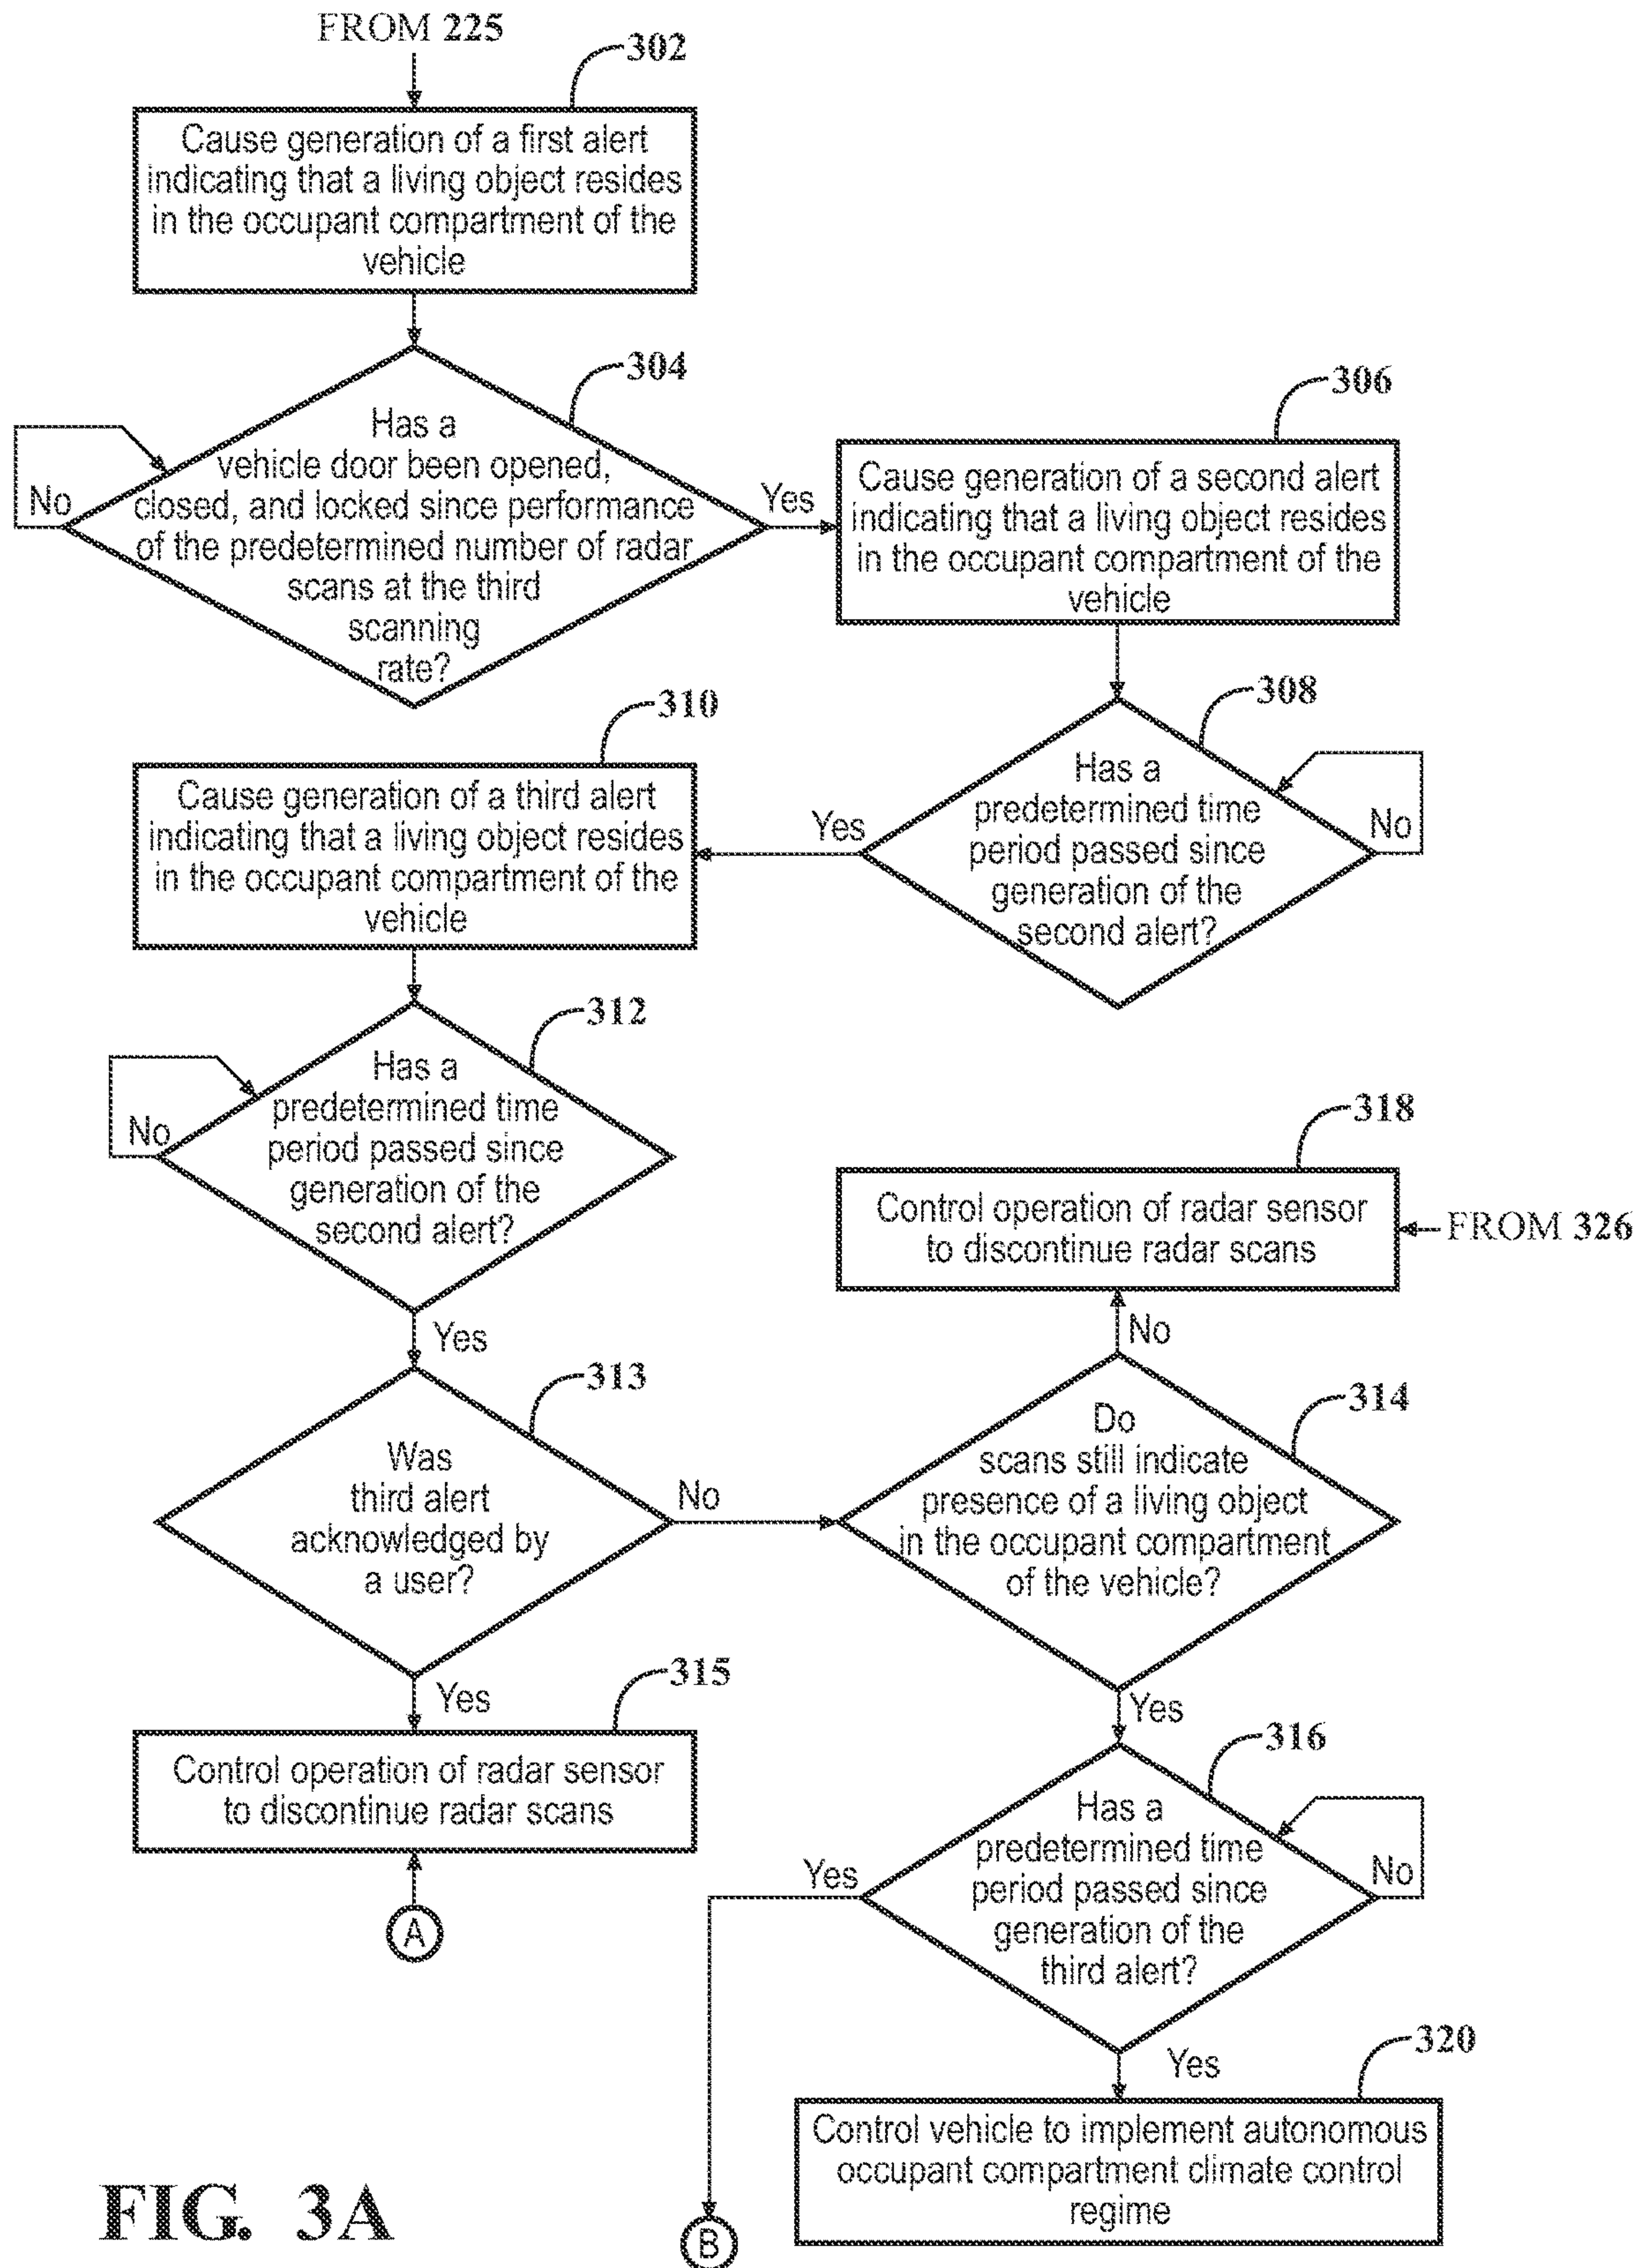 FROM 225
302
Cause generation of a first alert
indicating that a living object resides
in the occupant compartment of the
vehicle
304
Has a
vehicle door been opened,
closed, and locked since performance
of the predetermined number of radar
scans at the third
scanning
rate?
No
Yes
306
Cause generation of a second alert
indicating that a living object resides
in the occupant compartment of the
vehicle
308
Has a
predetermined time
period passed since
generation of the
second alert?
No
Yes
310
Cause generation of a third alert
indicating that a living object resides
in the occupant compartment of the
vehicle
312
Has a
predetermined time
period passed since
generation of the
second alert?
No
Yes
313
Was
third alert
acknowledged by
a user?
No
Yes
315
Control operation of radar sensor
to discontinue radar scans
A
318
Control operation of radar sensor
to discontinue radar scans
FROM 326
No
314
Do
scans still indicate
presence of a living object
in the occupant compartment
of the vehicle?
Yes
316
Has a
predetermined time
period passed since
generation of the
third alert?
No
Yes
Yes
320
Control vehicle to implement autonomous
occupant compartment climate control
regime
B
FIG. 3A